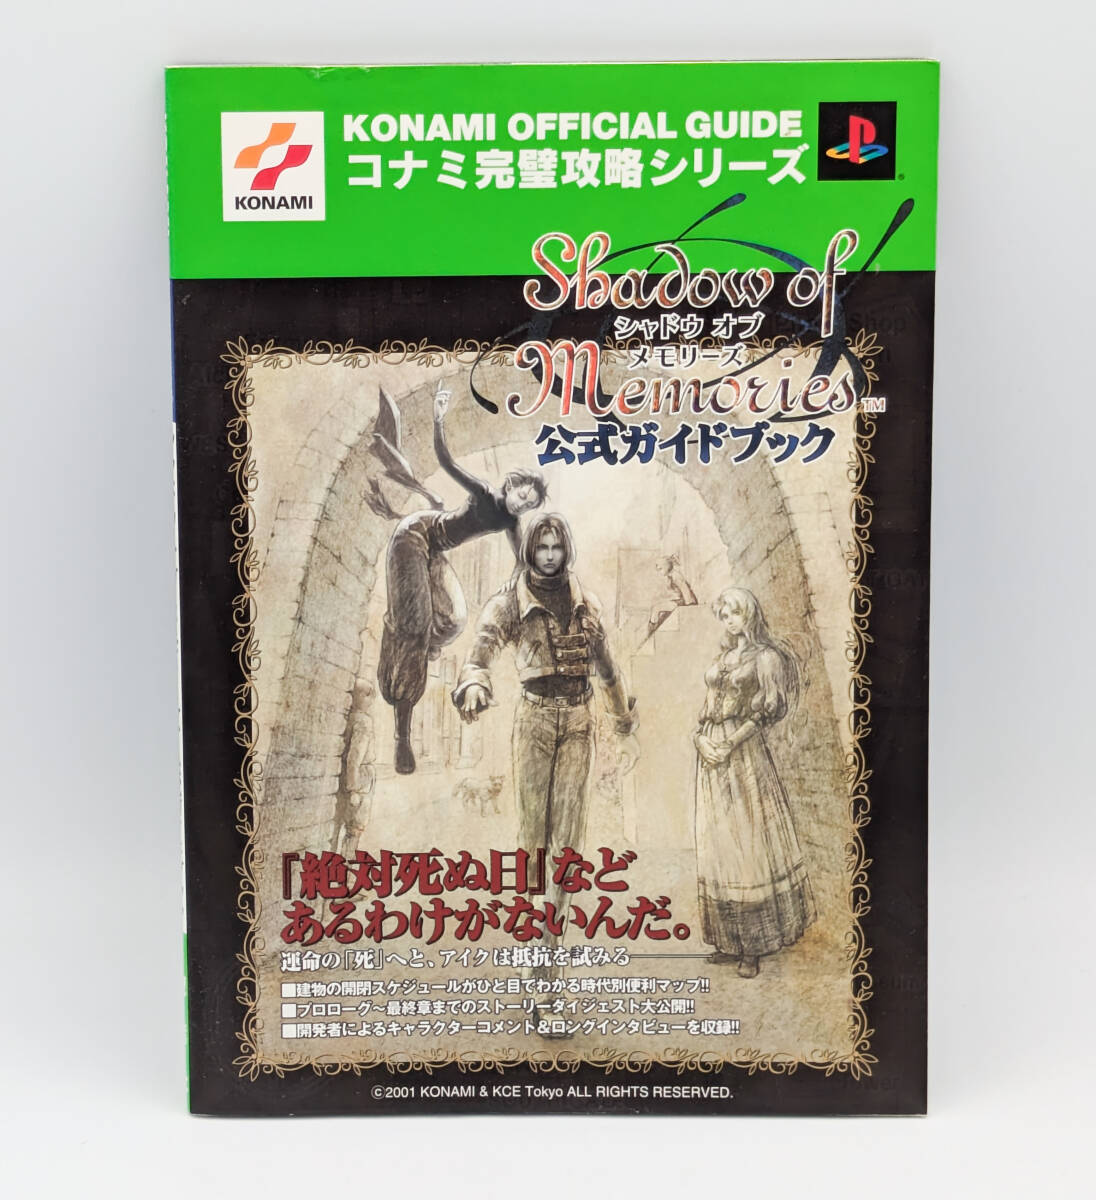 KONAMI
KONAMI OFFICIAL GUIDE
コナミ完璧攻略シリーズ
Shadow of
シャドウ オブ
メモリーズ
Memories™
公式ガイドブック
『絶対死ぬ日』など
あるわけがないんだ。
運命の「死」へと、アイクは抵抗を試みる
■建物の開閉スケジュールがひと目でわかる時代別便利マップ!!
■プロローグ～最終章までのストーリーダイジェスト大公開!!
■開発者によるキャラクターコメント&ロングインタビューを収録!!
©2001 KONAMI & KCE Tokyo ALL RIGHTS RESERVED.